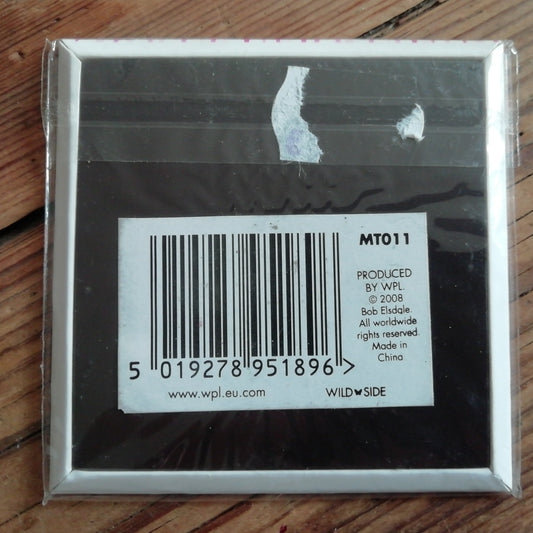 MT011
PRODUCED
BY WPL.
© 2008
Bob Elsdale.
All worldwide
rights reserved.
Made in
China
5 019278 951896>
www.wpl.eu.com
WILD SIDE